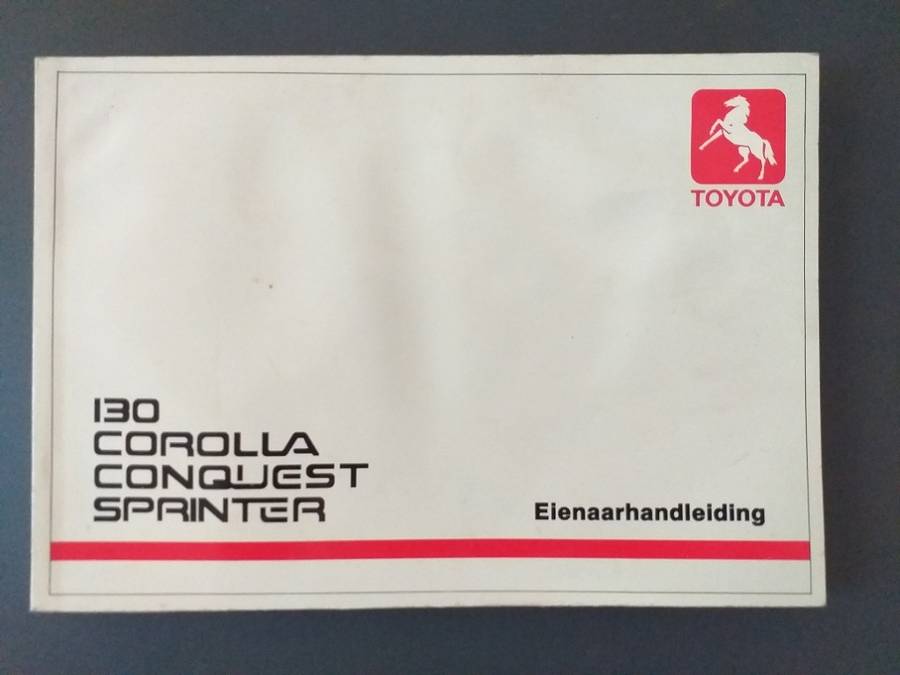 TOYOTA
130
COROLLA
CONQUEST
SPRINTER
Eienaarhandleiding